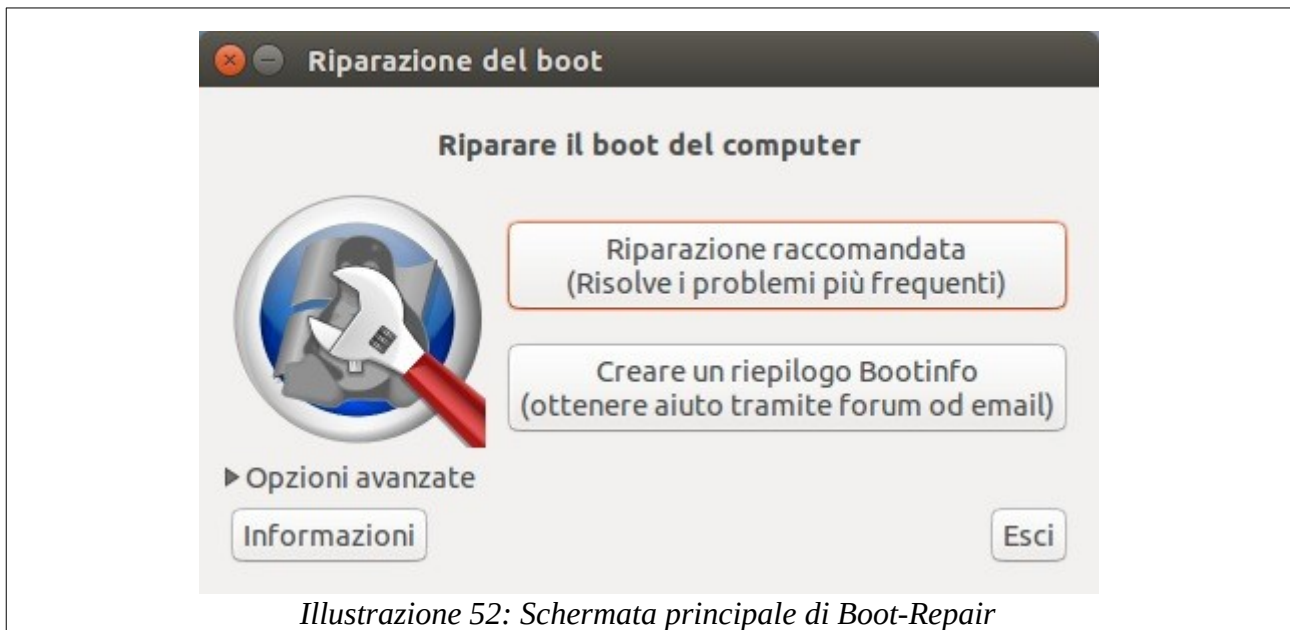 Riparazione del boot
Riparare il boot del computer
Riparazione raccomandata
(Risolve i problemi più frequenti)
Creare un riepilogo Bootinfo
(ottenere aiuto tramite forum od email)
Opzioni avanzate
Informazioni
Esci
Illustrazione 52: Schermata principale di Boot-Repair